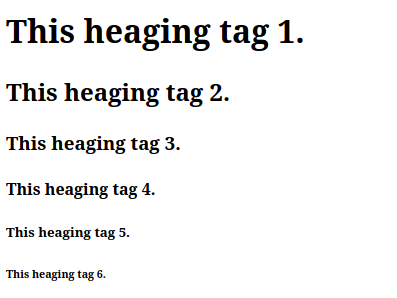 This heaging tag 1.
This heaging tag 2.
This heaging tag 3.
This heaging tag 4.
This heaging tag 5.
This heaging tag 6.